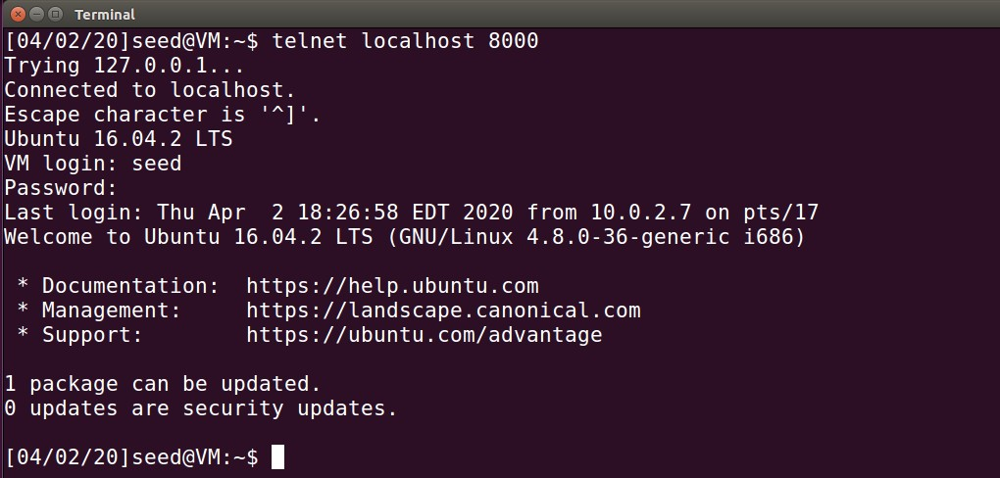 Terminal
[04/02/20]seed@VM:~$ telnet localhost 8000
Trying 127.0.0.1...
Connected to localhost.
Escape character is '^]'.
Ubuntu 16.04.2 LTS
VM login: seed
Password:
Last login: Thu Apr  2 18:26:58 EDT 2020 from 10.0.2.7 on pts/17
Welcome to Ubuntu 16.04.2 LTS (GNU/Linux 4.8.0-36-generic i686)
 * Documentation:  https://help.ubuntu.com
 * Management:     https://landscape.canonical.com
 * Support:        https://ubuntu.com/advantage
1 package can be updated.
0 updates are security updates.
[04/02/20]seed@VM:~$